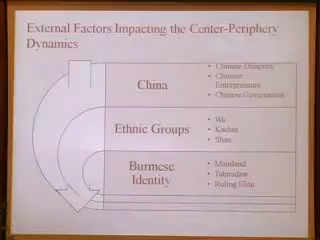 External Factors Impacting the Center-Periphery
Dynamics
China
• Chinese Diaspora
• Chinese
Entrepreneurs
• Chinese Government
Ethnic Groups
• Wa
• Kachin
• Shan
Burmese
Identity
• Mainland
• Tatmadaw
• Ruling Elite